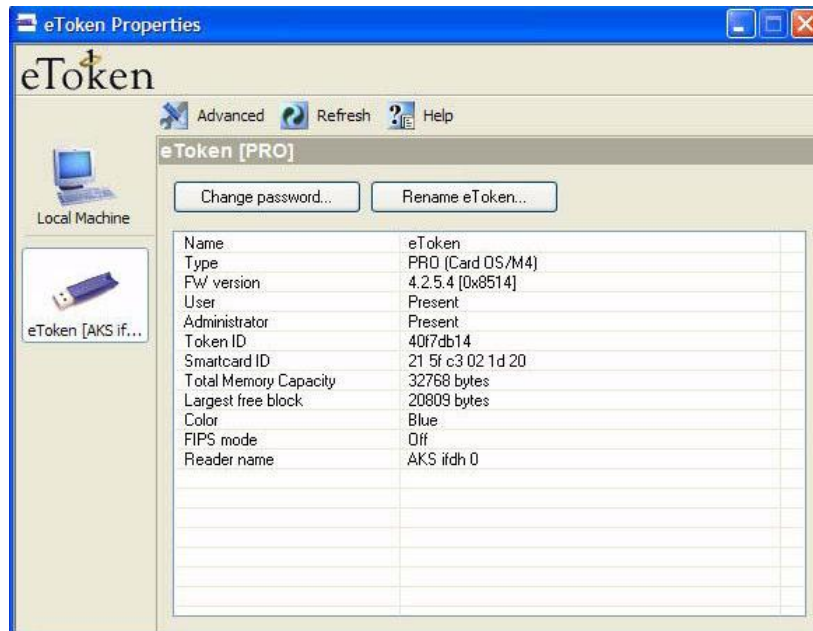 eToken Properties
eToken
Advanced Refresh Help
eToken [PRO]
Local Machine
eToken [AKS if...
Change password... Rename eToken...
Name eToken
Type PRO (Card OS/M4)
FW version 4.2.5.4 [0x8514]
User Present
Administrator Present
Token ID 40f7db14
Smartcard ID 21 5f c3 02 1d 20
Total Memory Capacity 32768 bytes
Largest free block 20809 bytes
Color Blue
FIPS mode Off
Reader name AKS ifdh 0